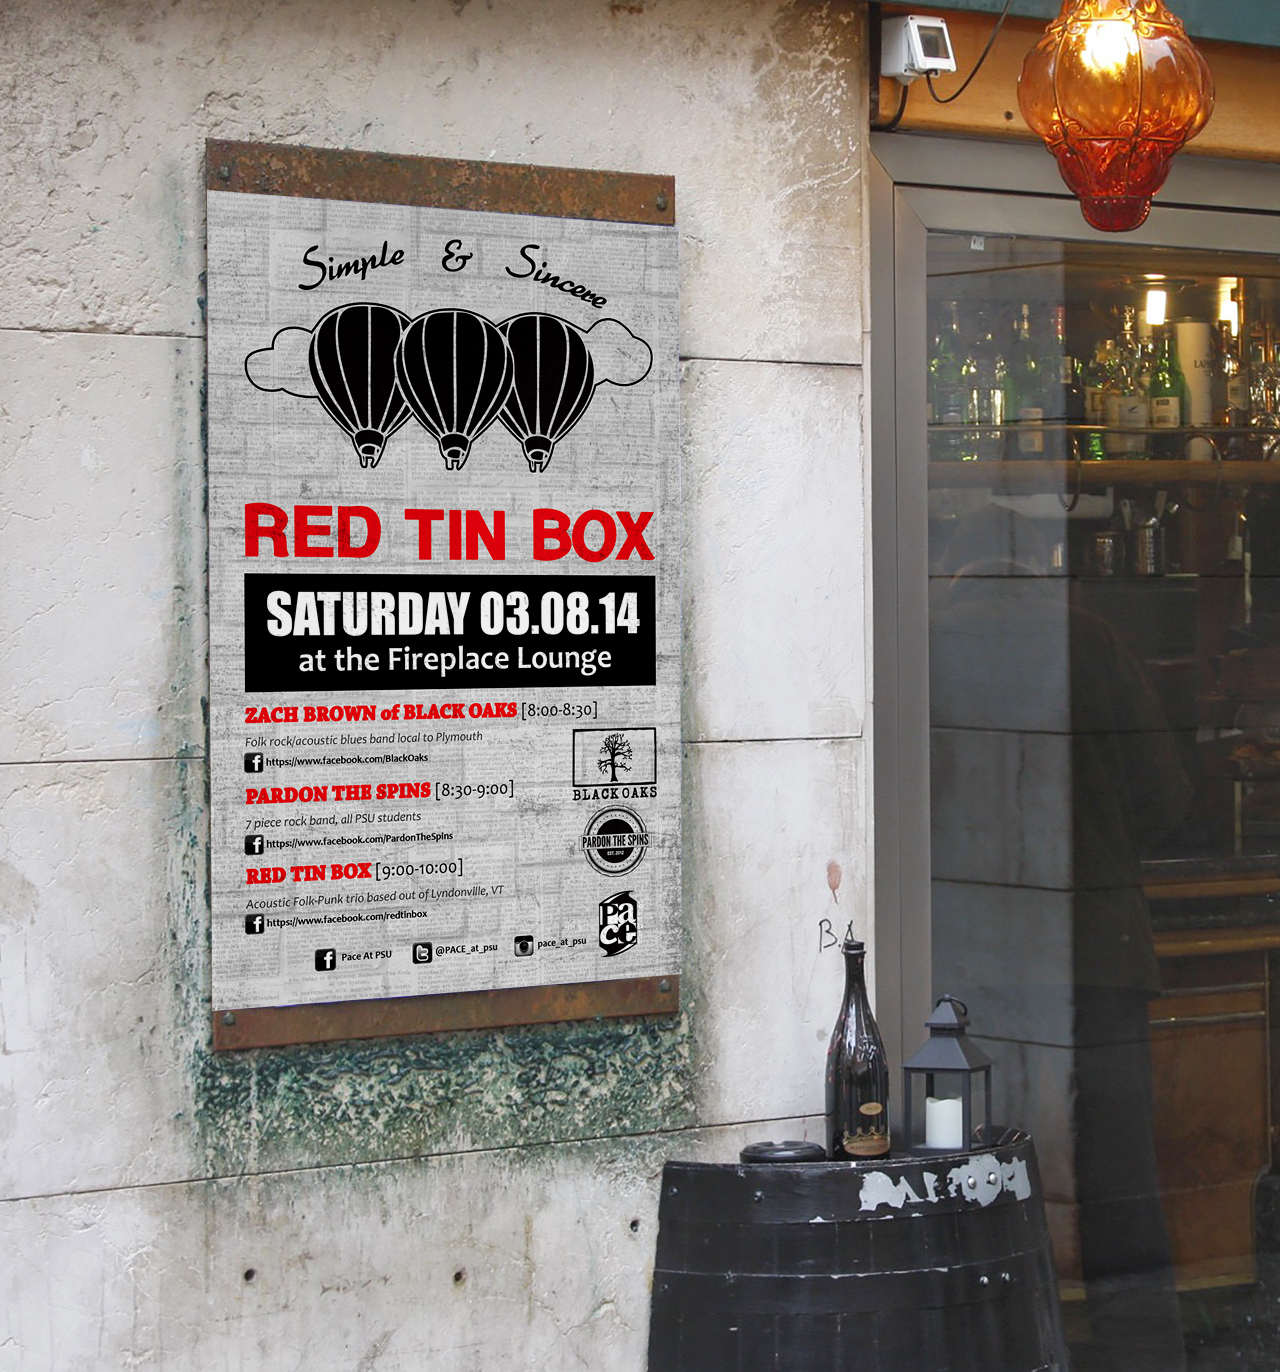 Simple & Sincere
RED TIN BOX
SATURDAY 03.08.14
at the Fireplace Lounge
ZACH BROWN of BLACK OAKS [8:00-8:30]
Folk rock/acoustic blues band local to Plymouth
https://www.facebook.com/BlackOaks
BLACK OAKS
PARDON THE SPINS [8:30-9:00]
7 piece rock band, all PSU students
https://www.facebook.com/PardonTheSpins
PARDON THE SPINS
EST. 2012
RED TIN BOX [9:00-10:00]
Acoustic Folk-Punk trio based out of Lyndonville, VT
https://www.facebook.com/redtinbox
Pace At PSU
@PACE_at_psu
pace_at_psu
Pa
ce
B.A